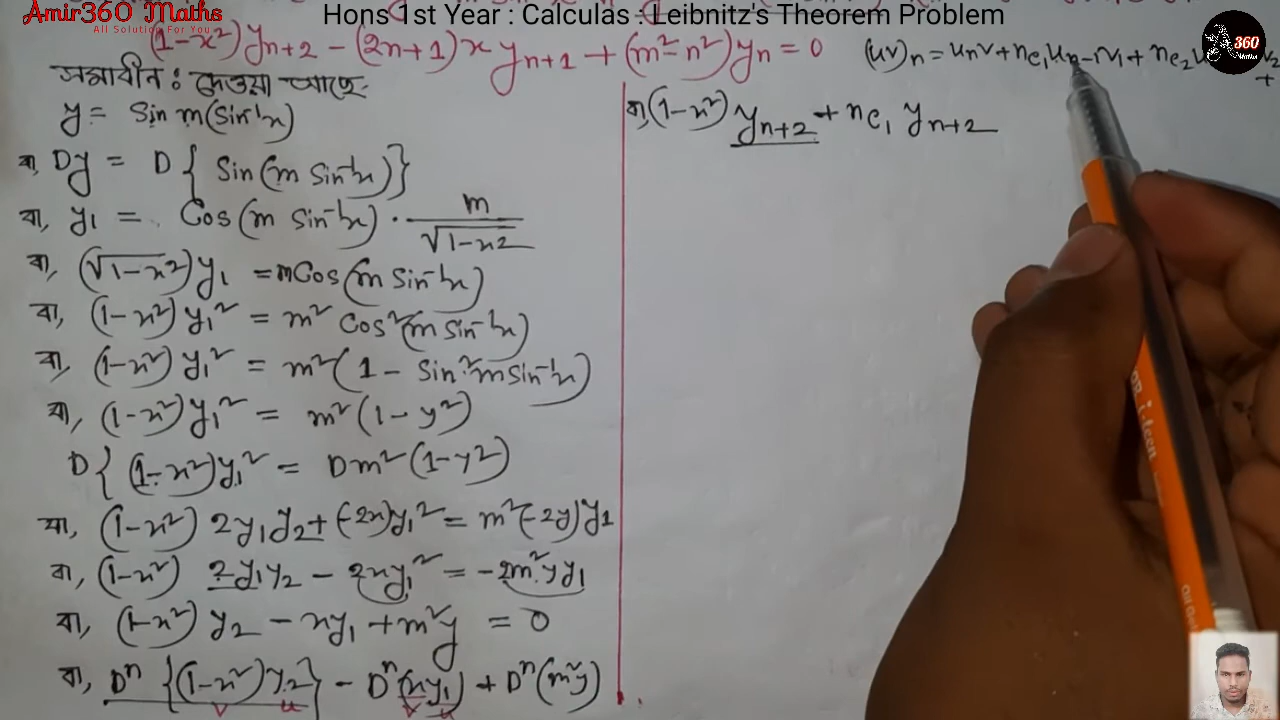 Amir360 Maths
All Solution For You
Hons 1st Year : Calculas : Leibnitz's Theorem Problem
(1-x²)yₙ₊₂ - (2n+1)x yₙ₊₁ + (m²-n²)yₙ = 0
(uv)ₙ = uₙv + nc₁uₙ₋₁v₁ + nc₂u
v₂
+
360
সমাধান : দেওয়া আছে
y = Sin m(Sin⁻¹x)
বা, Dy = D{ Sin(m Sin⁻¹x)}
বা, y₁ = Cos(m Sin⁻¹x) · m/√1-x²
বা, (√1-x²)y₁ = mCos(m Sin⁻¹x)
বা, (1-x²) y₁² = m² Cos²(m Sin⁻¹x)
বা, (1-x²) y₁² = m²(1 - Sin²mSin⁻¹x)
বা, (1-x²)y₁² = m²(1-y²)
D{(1-x²)y₁² = Dm²(1-y²)
বা, (1-x²) 2y₁y₂+(-2x)y₁² = m²(-2y)y₁
বা, (1-x²) 2y₁y₂ - 2xy₁² = -2m²yy₁
বা, (1-x²) y₂ - xy₁ + m²y = 0
বা, Dⁿ{(1-x²)y₂} - Dⁿ(xy₁) + Dⁿ(m²y)
v u v u
বা, (1-x²) yₙ₊₂ + nc₁ yₙ₊₂